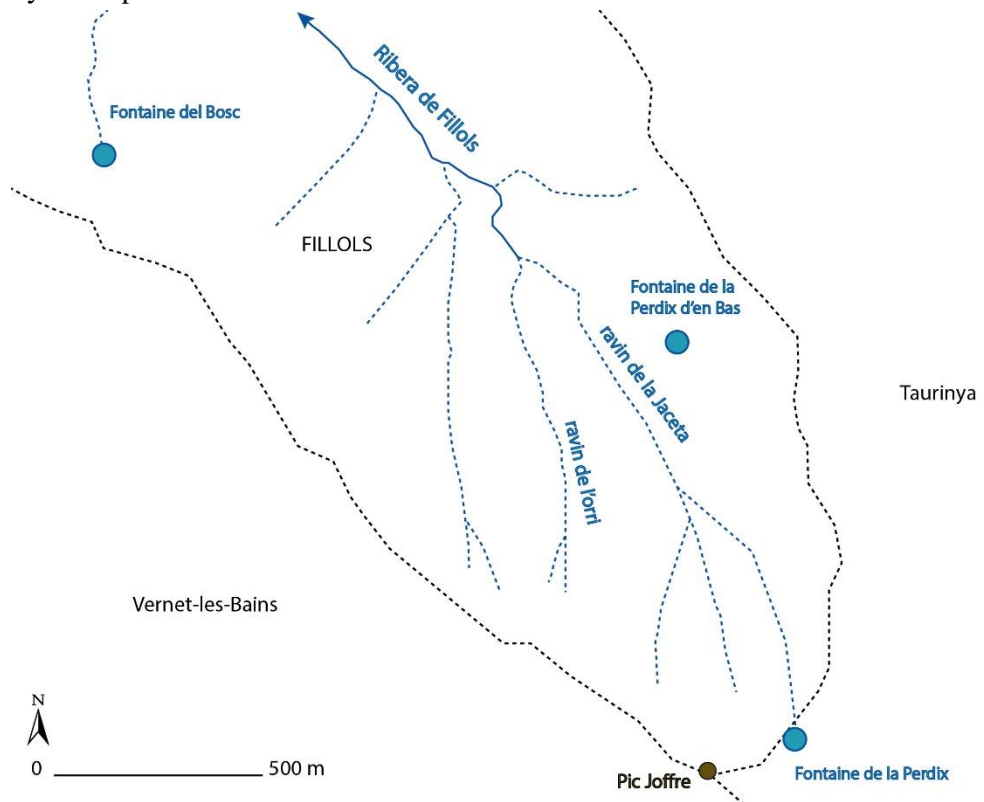 Fontaine del Bosc
Ribera de Fillols
FILLOLS
Fontaine de la
Perdix d'en Bas
ravin de la Jaceta
Taurinya
ravin de l'orri
Vernet-les-Bains
N
0 500 m
Pic Joffre
Fontaine de la Perdix